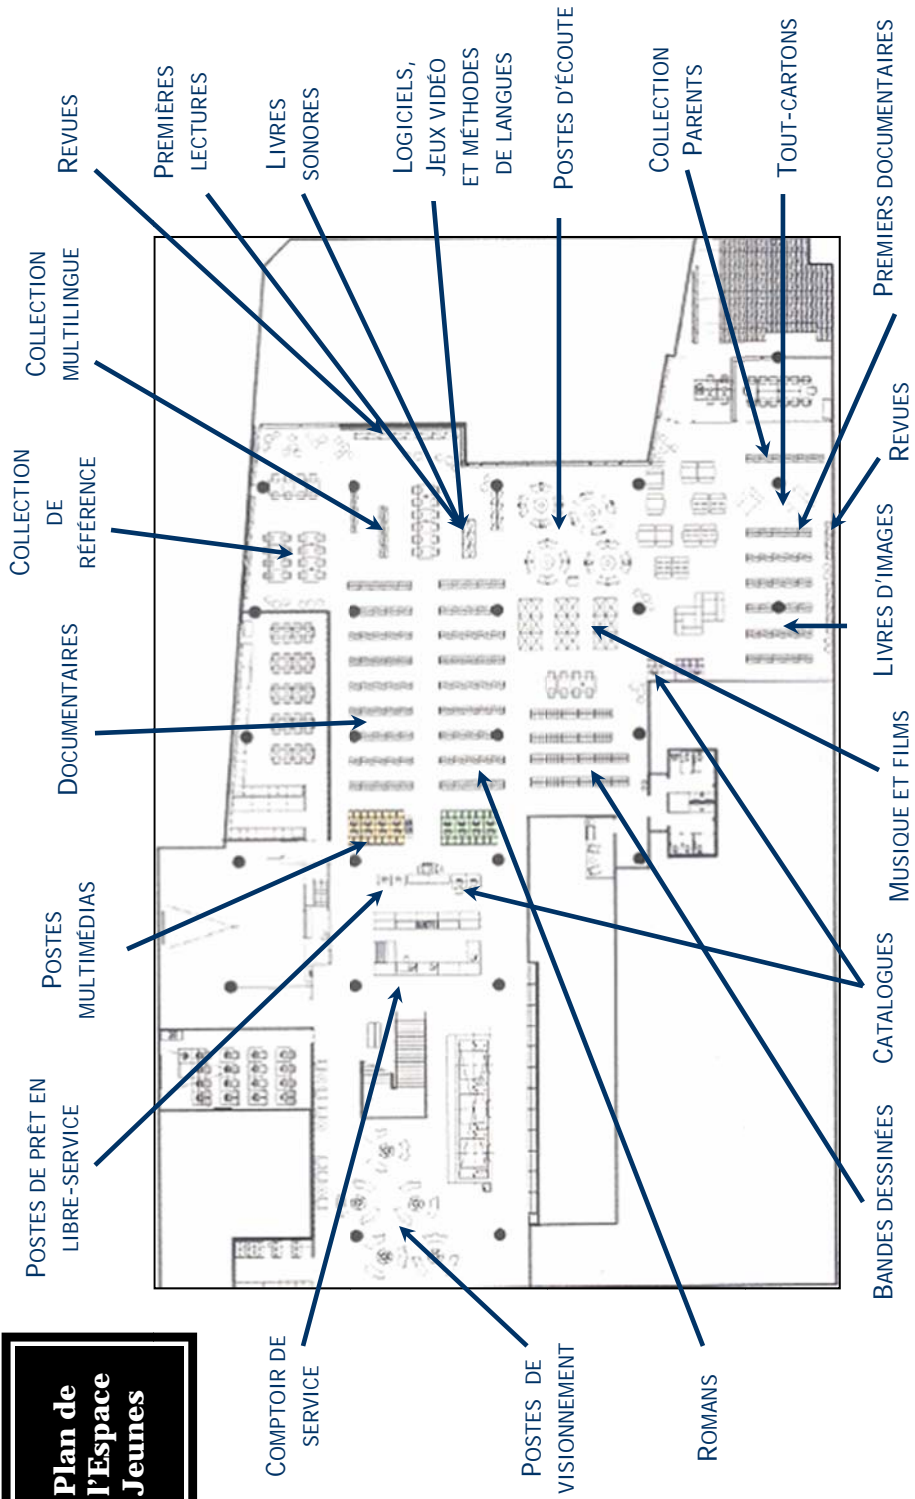 Plan de
l'Espace
Jeunes
COMPTOIR DE
SERVICE
POSTES DE PRÊT EN
LIBRE-SERVICE
POSTES
MULTIMÉDIAS
DOCUMENTAIRES
COLLECTION
DE
RÉFÉRENCE
COLLECTION
MULTILINGUE
REVUES
PREMIÈRES
LECTURES
LIVRES
SONORES
LOGICIELS,
JEUX VIDÉO
ET MÉTHODES
DE LANGUES
POSTES D'ÉCOUTE
COLLECTION
PARENTS
TOUT-CARTONS
PREMIERS DOCUMENTAIRES
REVUES
LIVRES D'IMAGES
MUSIQUE ET FILMS
CATALOGUES
BANDES DESSINÉES
ROMANS
POSTES DE
VISIONNEMENT